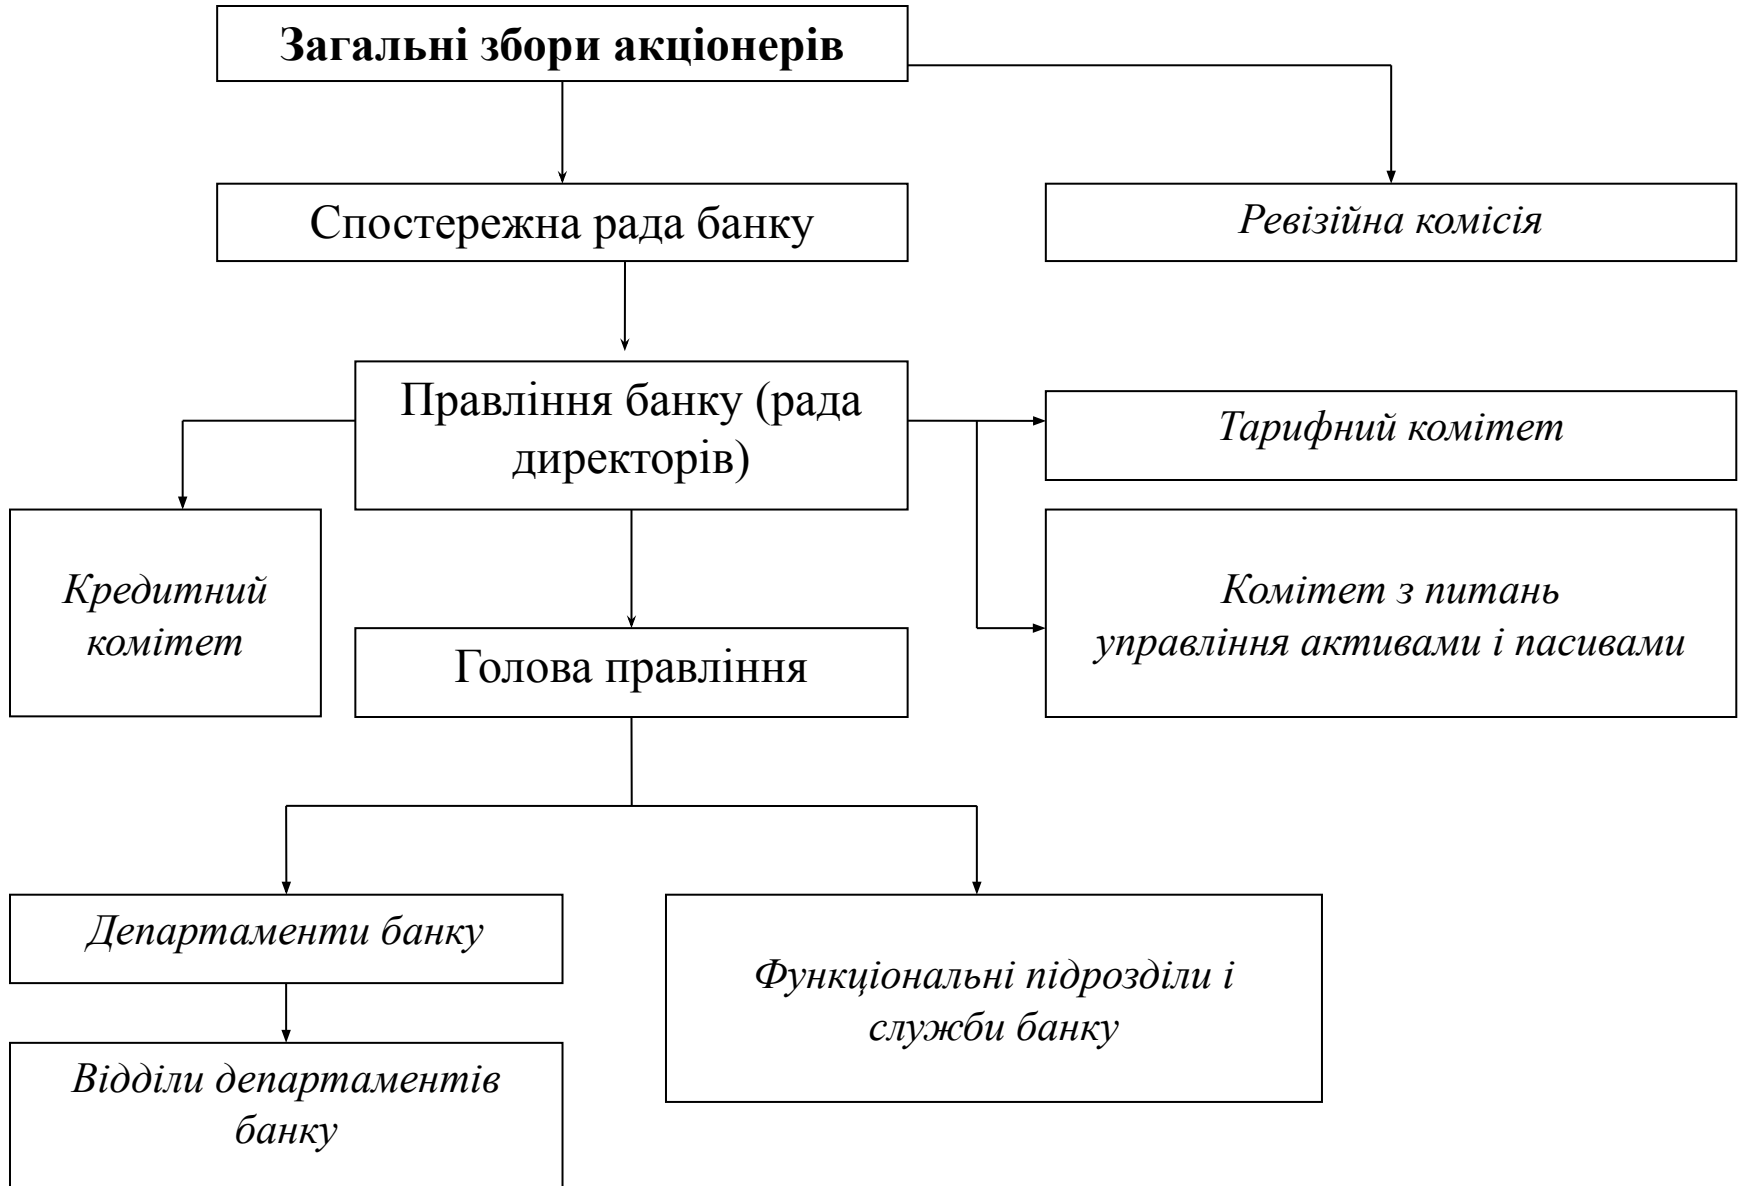 Загальні збори акціонерів
Спостережна рада банку
Ревізійна комісія
Правління банку (рада
директорів)
Тарифний комітет
Кредитний
комітет
Комітет з питань
управління активами і пасивами
Голова правління
Департаменти банку
Функціональні підрозділи і
служби банку
Відділи департаментів
банку